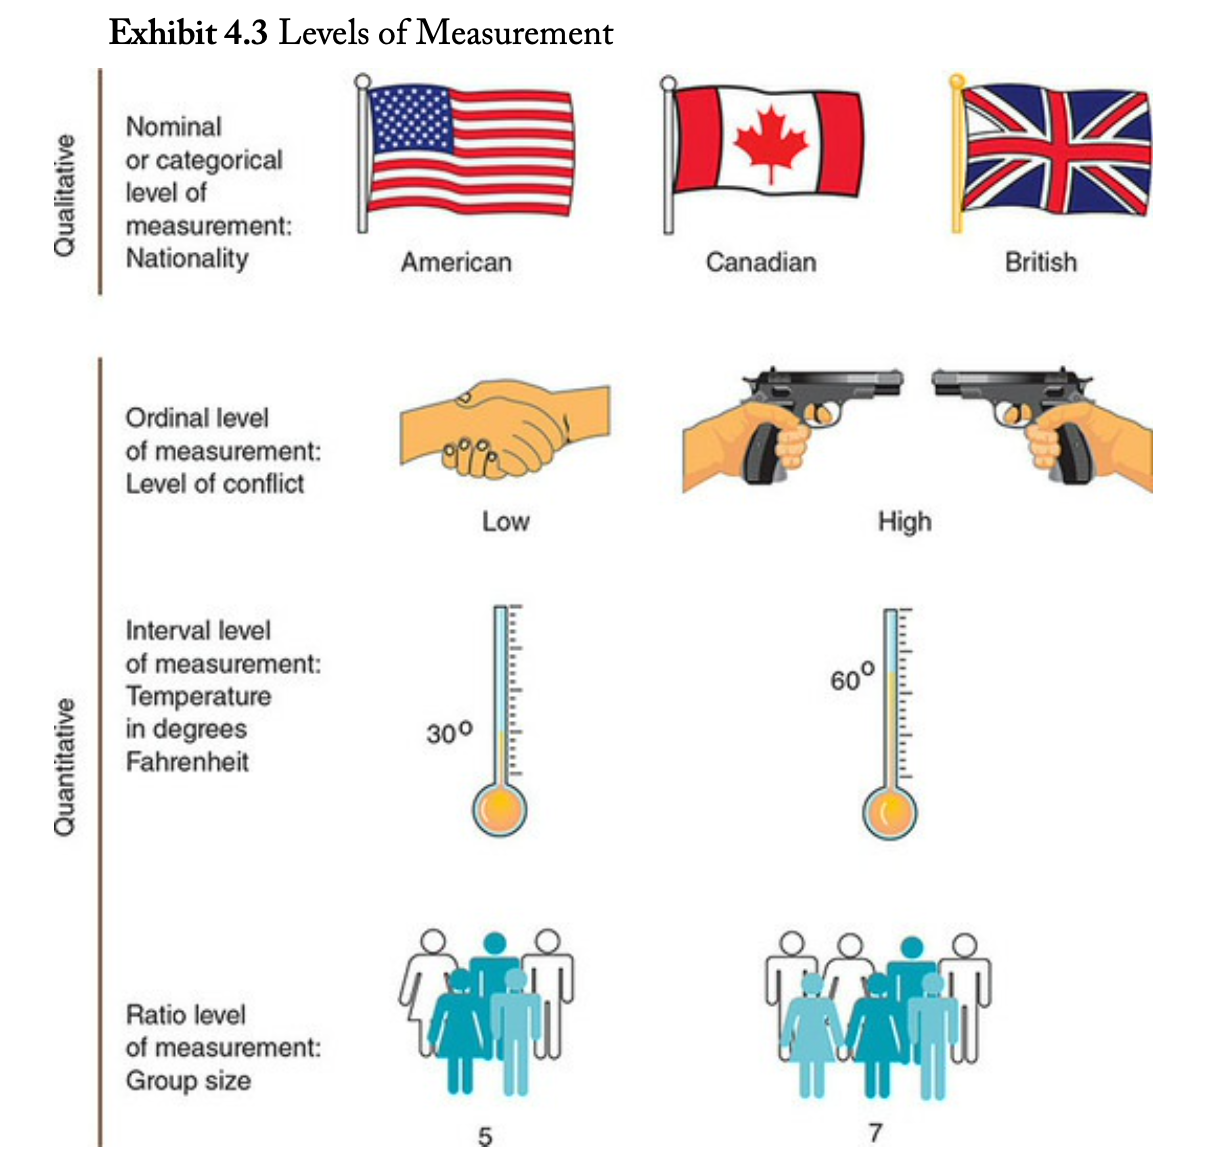 Exhibit 4.3 Levels of Measurement
Qualitative
Nominal
or categorical
level of
measurement:
Nationality
American
Canadian
British
Quantitative
Ordinal level
of measurement:
Level of conflict
Low
High
Interval level
of measurement:
Temperature
in degrees
Fahrenheit
30°
60°
Ratio level
of measurement:
Group size
5
7